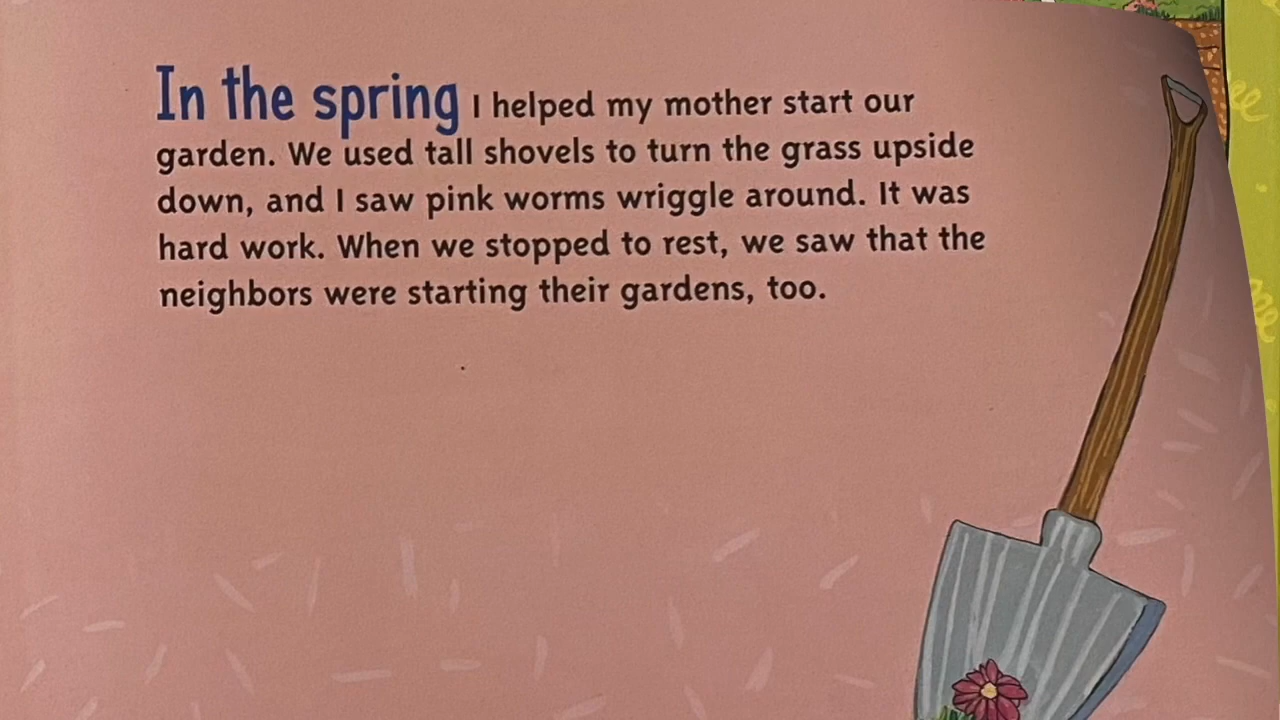 In the spring I helped my mother start our
garden. We used tall shovels to turn the grass upside
down, and I saw pink worms wriggle around. It was
hard work. When we stopped to rest, we saw that the
neighbors were starting their gardens, too.